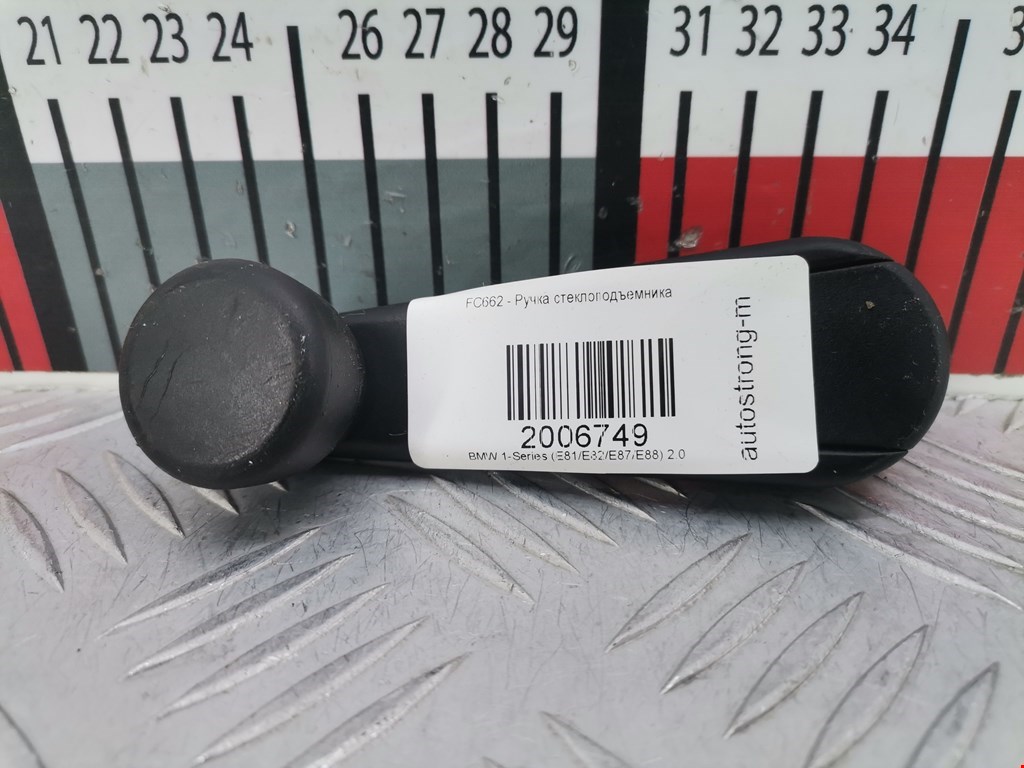 21 22 23 24 26 27 28 29 31 32 33 34
FC662 - Ручка стеклоподъемника
2006749
BMW 1-Series (E81/E82/E87/E88) 2.0
autostrong-m